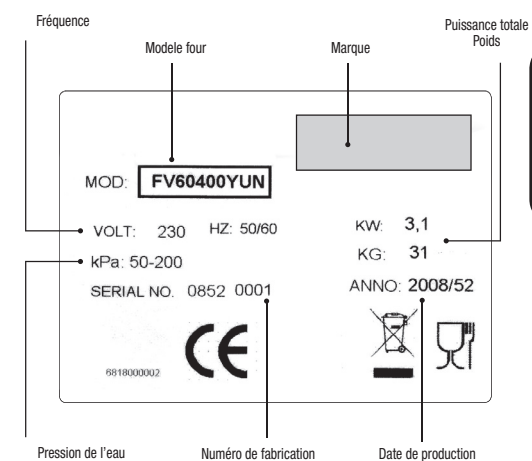 Fréquence
Modele four
Marque
Puissance totale
Poids
MOD: FV60400YUN
VOLT: 230 HZ: 50/60
KW: 3,1
kPa: 50-200
KG: 31
SERIAL NO. 0852 0001
ANNO: 2008/52
CE
6818000002
Pression de l'eau
Numéro de fabrication
Date de production